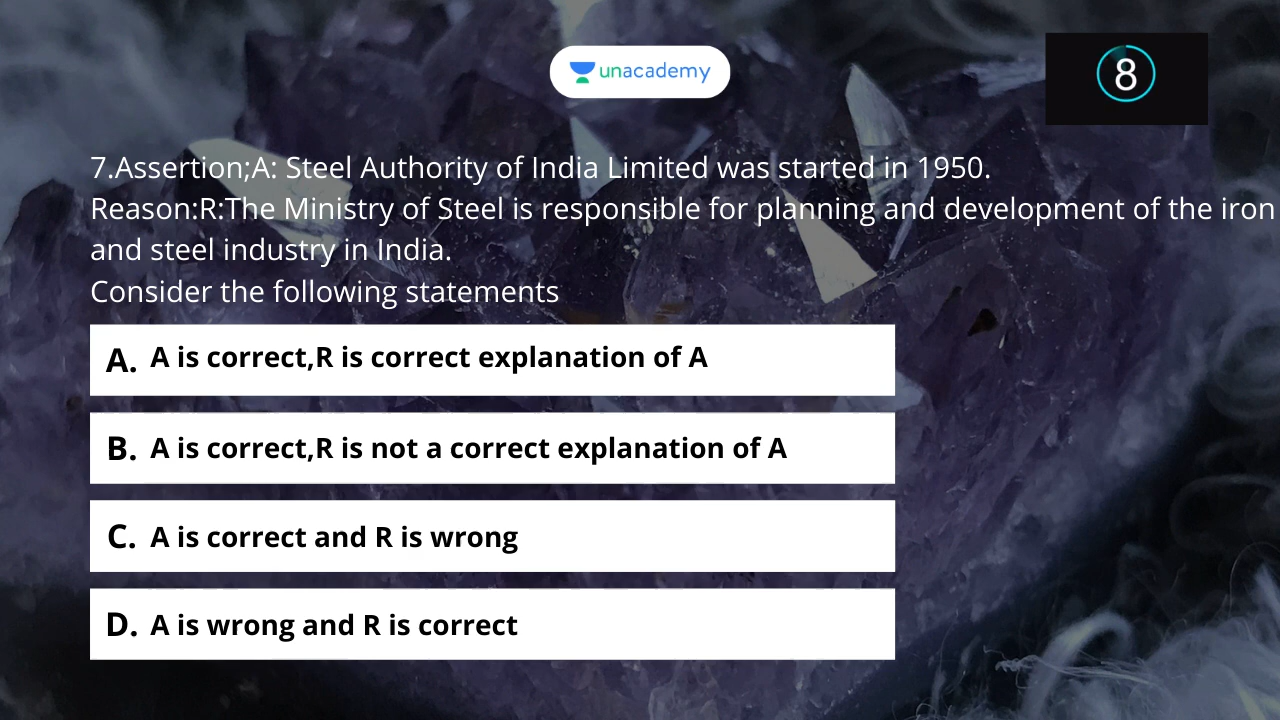 unacademy
8
7.Assertion;A: Steel Authority of India Limited was started in 1950.
Reason:R:The Ministry of Steel is responsible for planning and development of the iron
and steel industry in India.
Consider the following statements
A. A is correct,R is correct explanation of A
B. A is correct,R is not a correct explanation of A
C. A is correct and R is wrong
D. A is wrong and R is correct